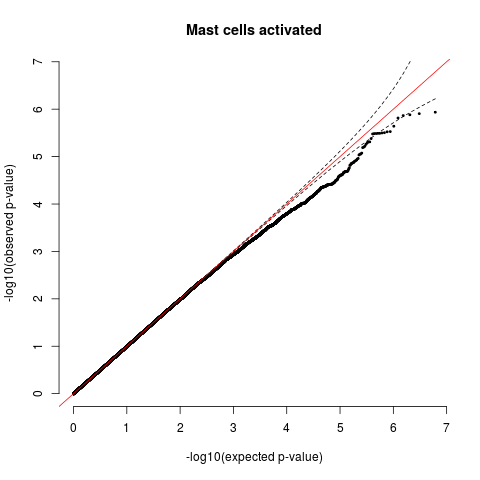 Mast cells activated
-log10(observed p-value)
7
6
5
4
3
2
1
0
0 1 2 3 4 5 6 7
-log10(expected p-value)